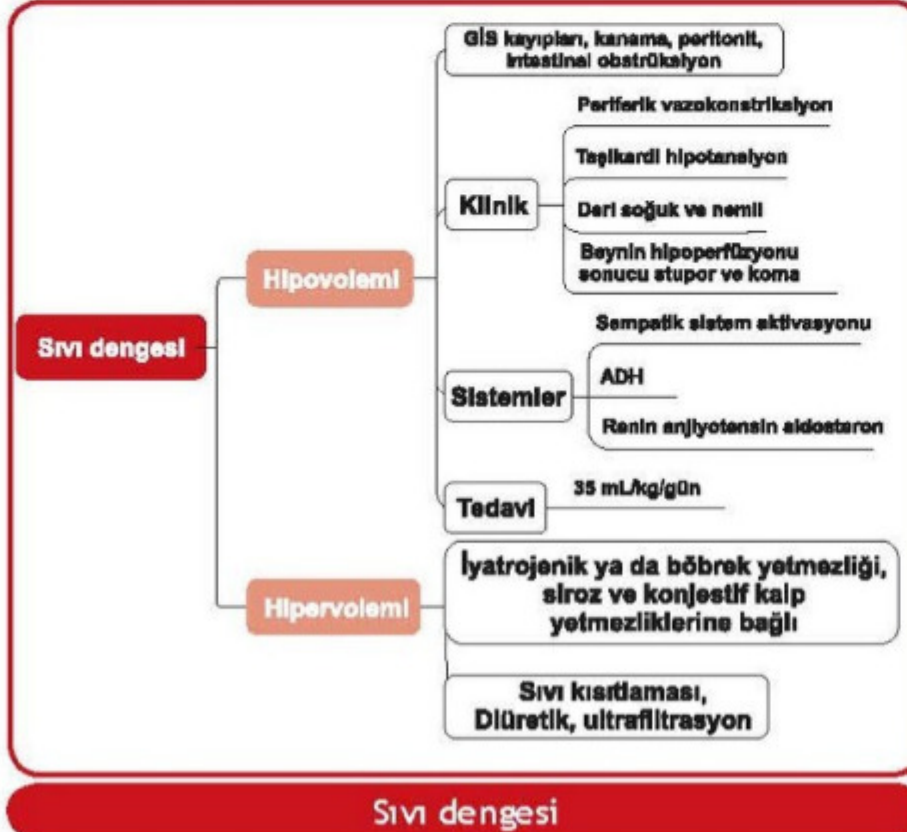 GİS kayıpları, kanama, peritonit,
intestinal obstrüksiyon
Periferik vazokonstriksiyon
Taşikardi hipotansiyon
Klinik
Deri soğuk ve nemli
Beynin hipoperfüzyonu
sonucu stupor ve koma
Hipovolemi
Sempatik sistem aktivasyonu
Sıvı dengesi
ADH
Sistemler
Renin anjiyotensin aldosteron
35 mL/kg/gün
Tedavi
İyatrojenik ya da böbrek yetmezliği,
siroz ve konjestif kalp
yetmezliklerine bağlı
Hipervolemi
Sıvı kısıtlaması,
Diüretik, ultrafiltrasyon
Sıvı dengesi